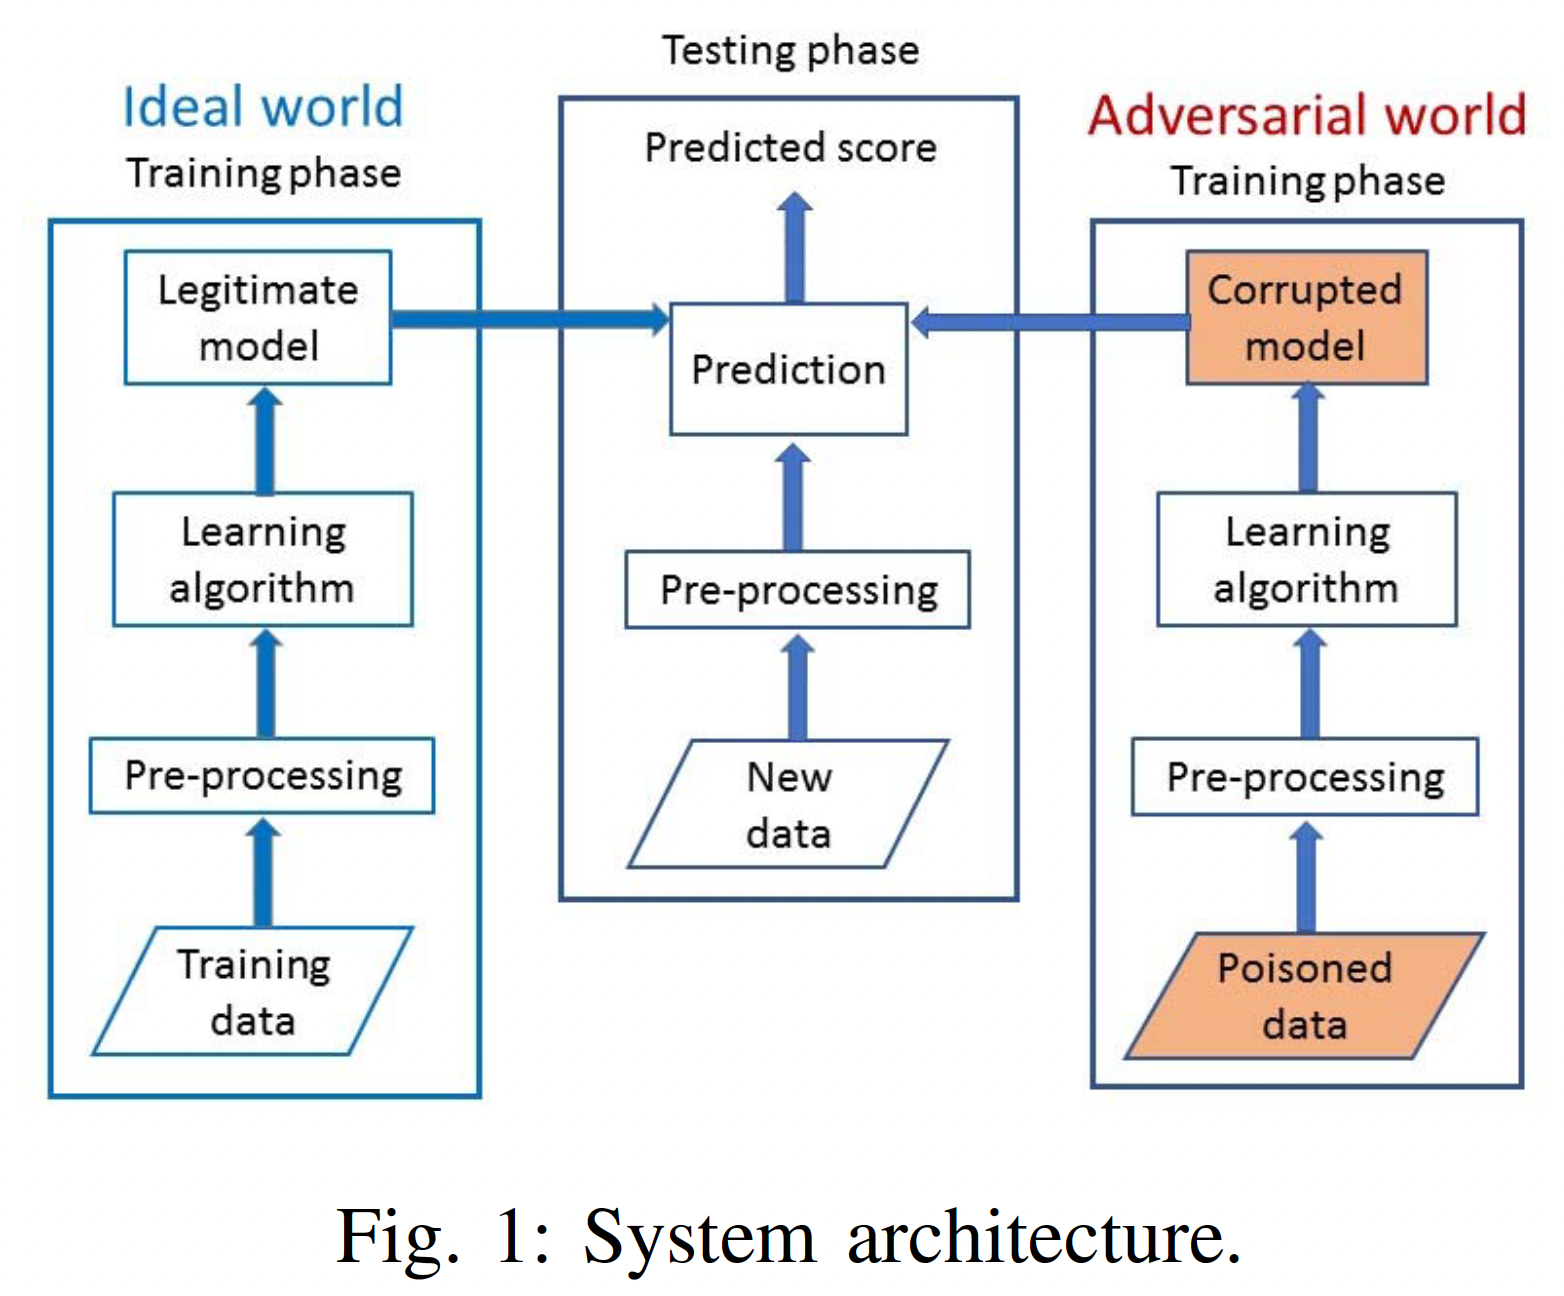 Ideal world
Training phase
Legitimate
model
Learning
algorithm
Pre-processing
Training
data
Testing phase
Predicted score
Prediction
Pre-processing
New
data
Adversarial world
Training phase
Corrupted
model
Learning
algorithm
Pre-processing
Poisoned
data
Fig. 1: System architecture.